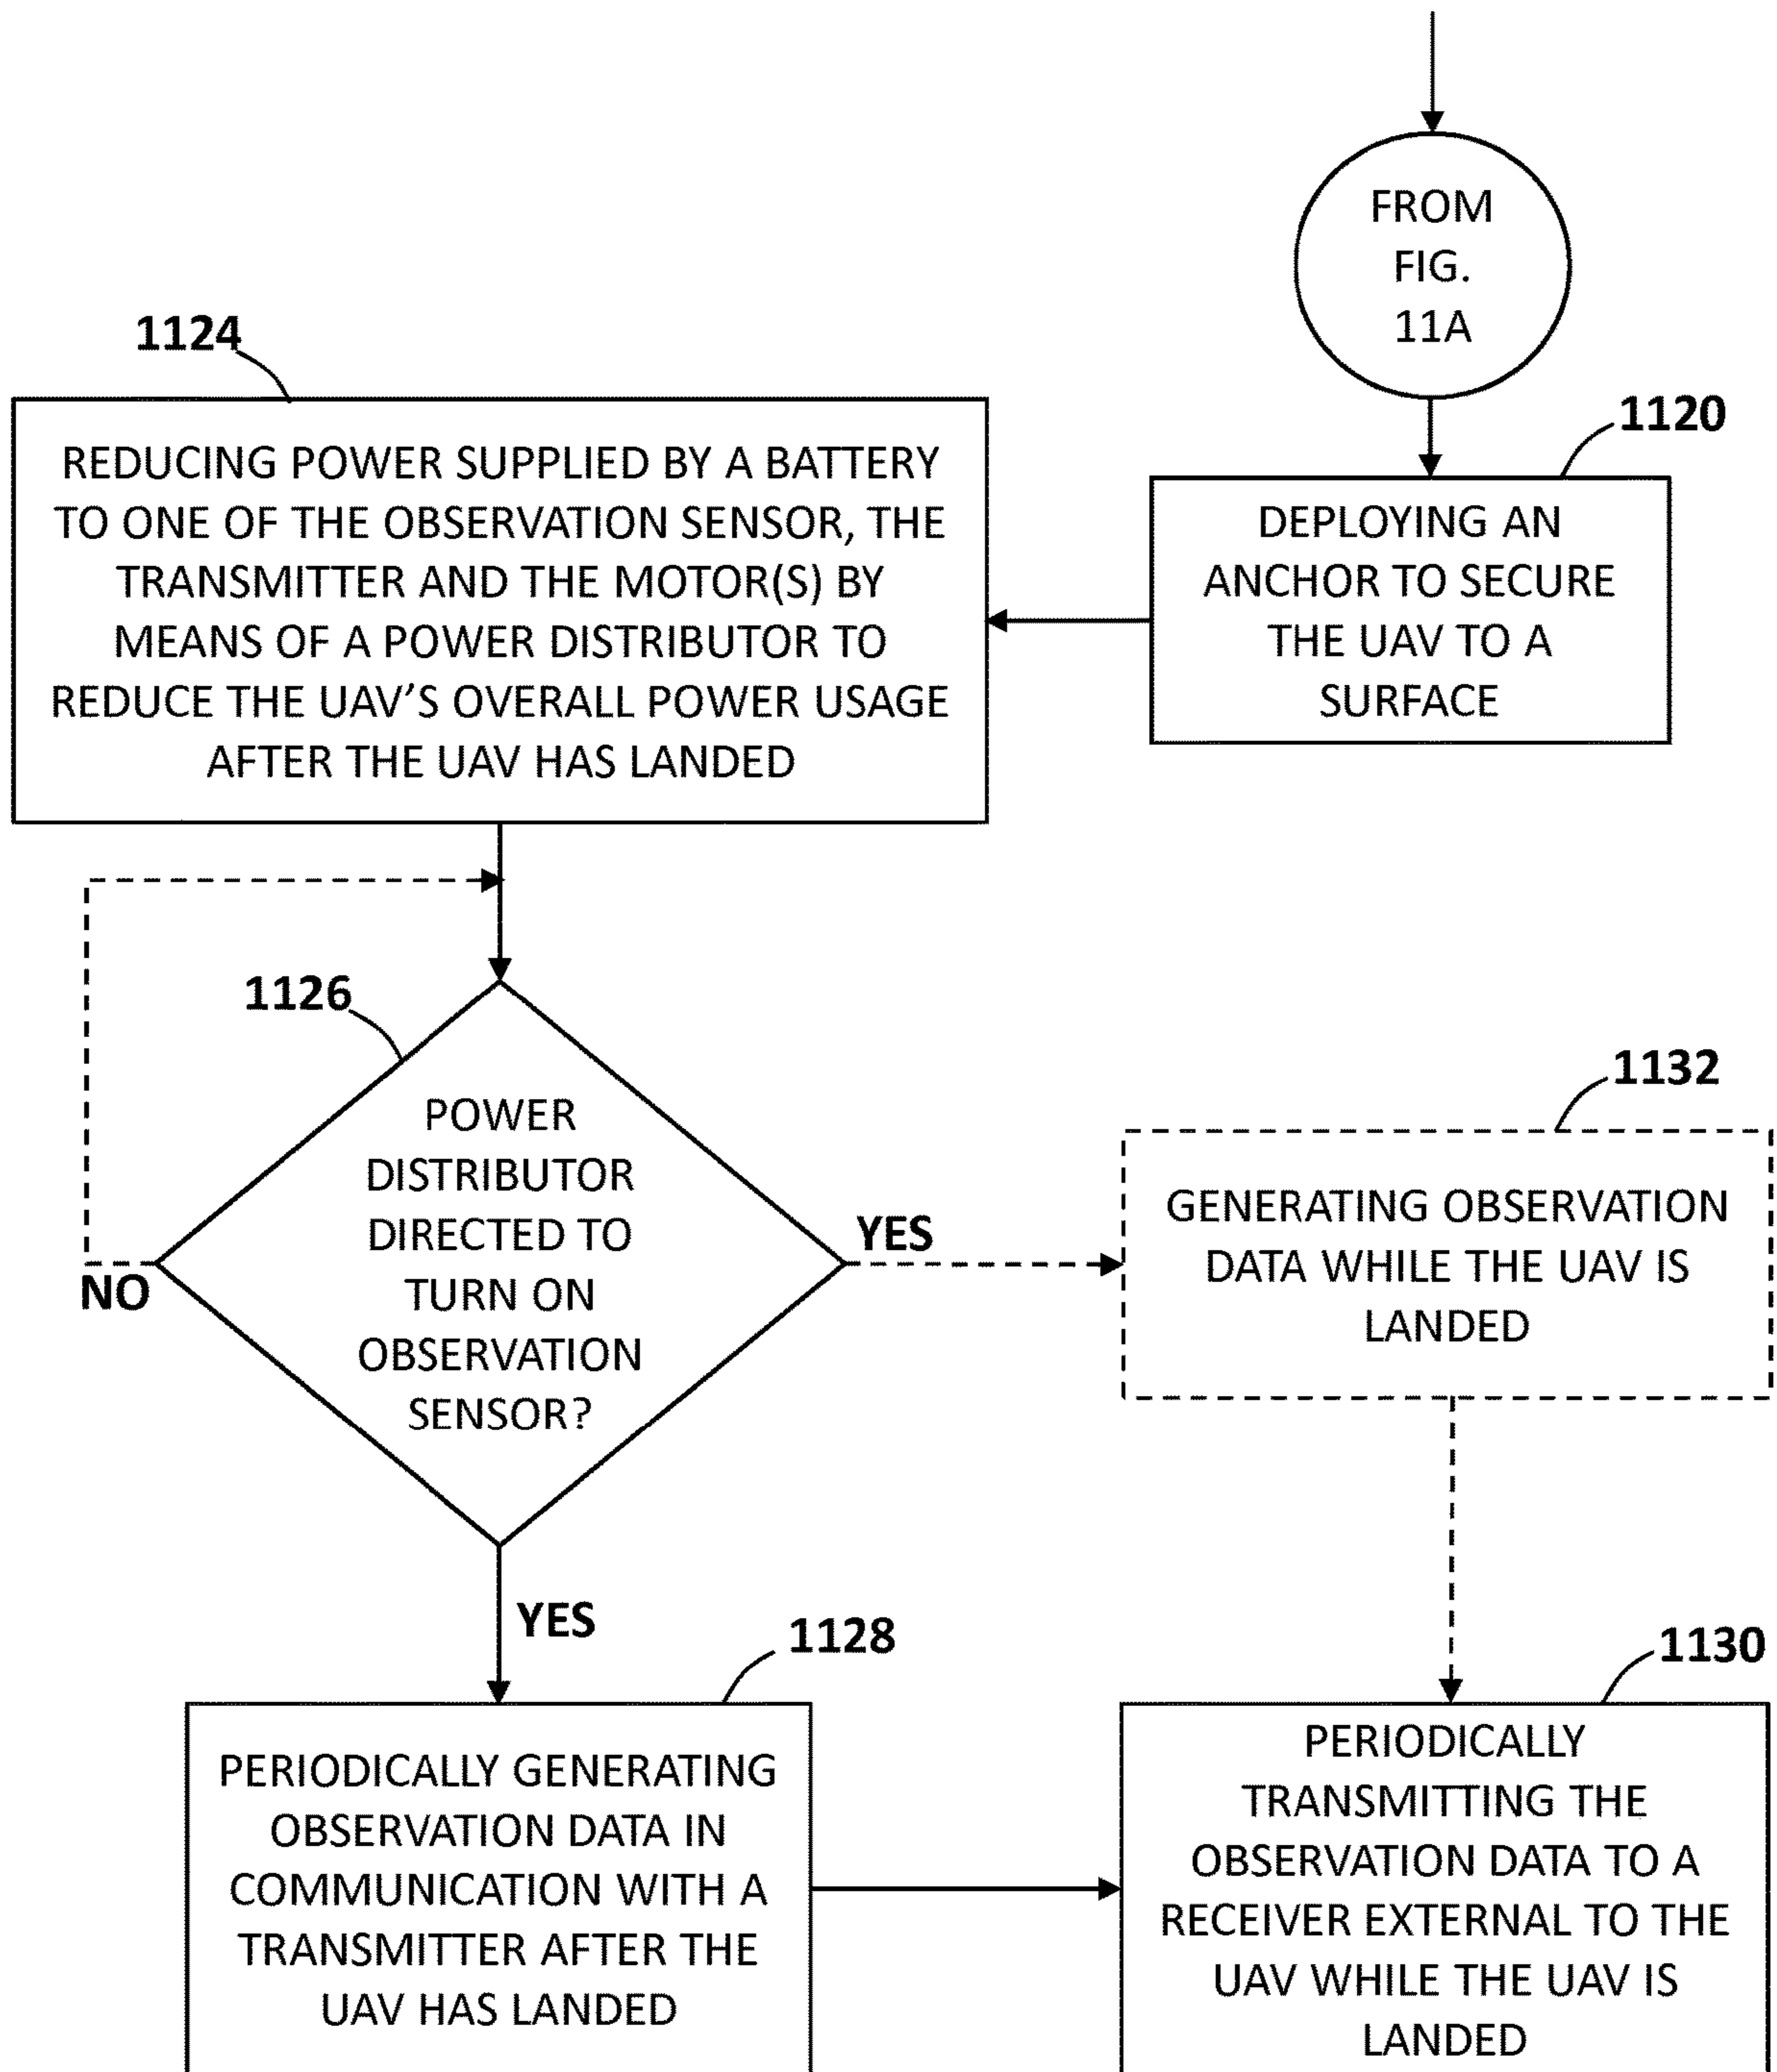 FROM
FIG.
11A
1120
DEPLOYING AN
ANCHOR TO SECURE
THE UAV TO A
SURFACE
1124
REDUCING POWER SUPPLIED BY A BATTERY
TO ONE OF THE OBSERVATION SENSOR, THE
TRANSMITTER AND THE MOTOR(S) BY
MEANS OF A POWER DISTRIBUTOR TO
REDUCE THE UAV'S OVERALL POWER USAGE
AFTER THE UAV HAS LANDED
1126
POWER
DISTRIBUTOR
DIRECTED TO
TURN ON
OBSERVATION
SENSOR?
NO
YES
1132
GENERATING OBSERVATION
DATA WHILE THE UAV IS
LANDED
YES
1128
PERIODICALLY GENERATING
OBSERVATION DATA IN
COMMUNICATION WITH A
TRANSMITTER AFTER THE
UAV HAS LANDED
1130
PERIODICALLY
TRANSMITTING THE
OBSERVATION DATA TO A
RECEIVER EXTERNAL TO THE
UAV WHILE THE UAV IS
LANDED